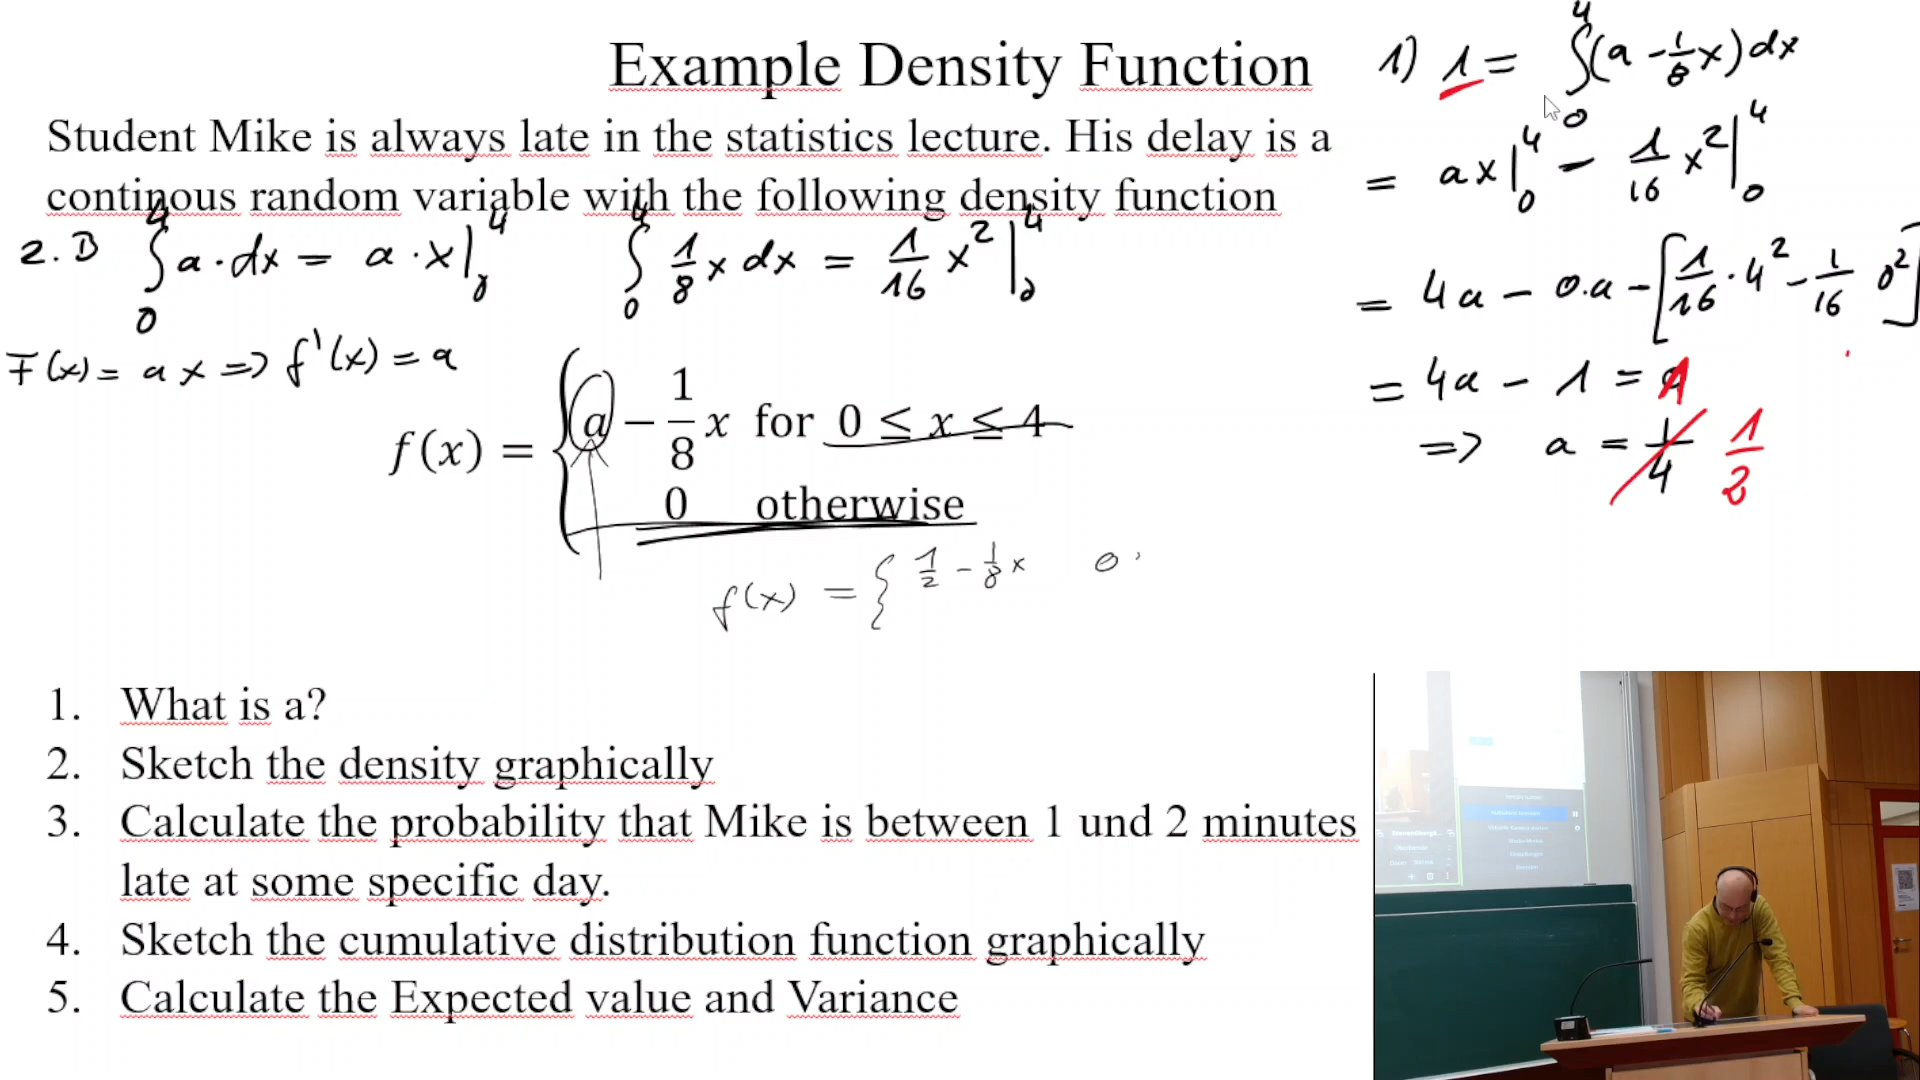 Example Density Function
Student Mike is always late in the statistics lecture. His delay is a
continous random variable with the following density function
2. B ∫₀⁴ a · dx = a · x |₀⁴ ∫₀⁴ 1/8 x dx = 1/16 x² |₀⁴
F(x) = ax => f'(x) = a
f(x) = { a − 1/8 x for 0 ≤ x ≤ 4
0 otherwise
f(x) = { 1/2 − 1/8 x 0
1) 1 = ∫₀⁴ (a − 1/8 x) dx
= ax |₀⁴ − 1/16 x² |₀⁴
= 4a − 0·a − [1/16 · 4² − 1/16 0²]
= 4a − 1 = 1
=> a = 1/4 1/2
1. What is a?
2. Sketch the density graphically
3. Calculate the probability that Mike is between 1 und 2 minutes
late at some specific day.
4. Sketch the cumulative distribution function graphically
5. Calculate the Expected value and Variance